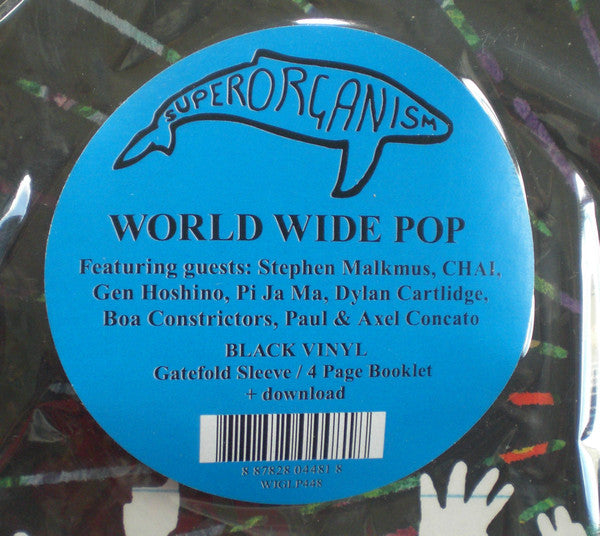 SUPERORGANISM
WORLD WIDE POP
Featuring guests: Stephen Malkmus, CHAI,
Gen Hoshino, Pi Ja Ma, Dylan Cartlidge,
Boa Constrictors, Paul & Axel Concato
BLACK VINYL
Gatefold Sleeve / 4 Page Booklet
+ download
8 87828 04481 8
WIGLP448